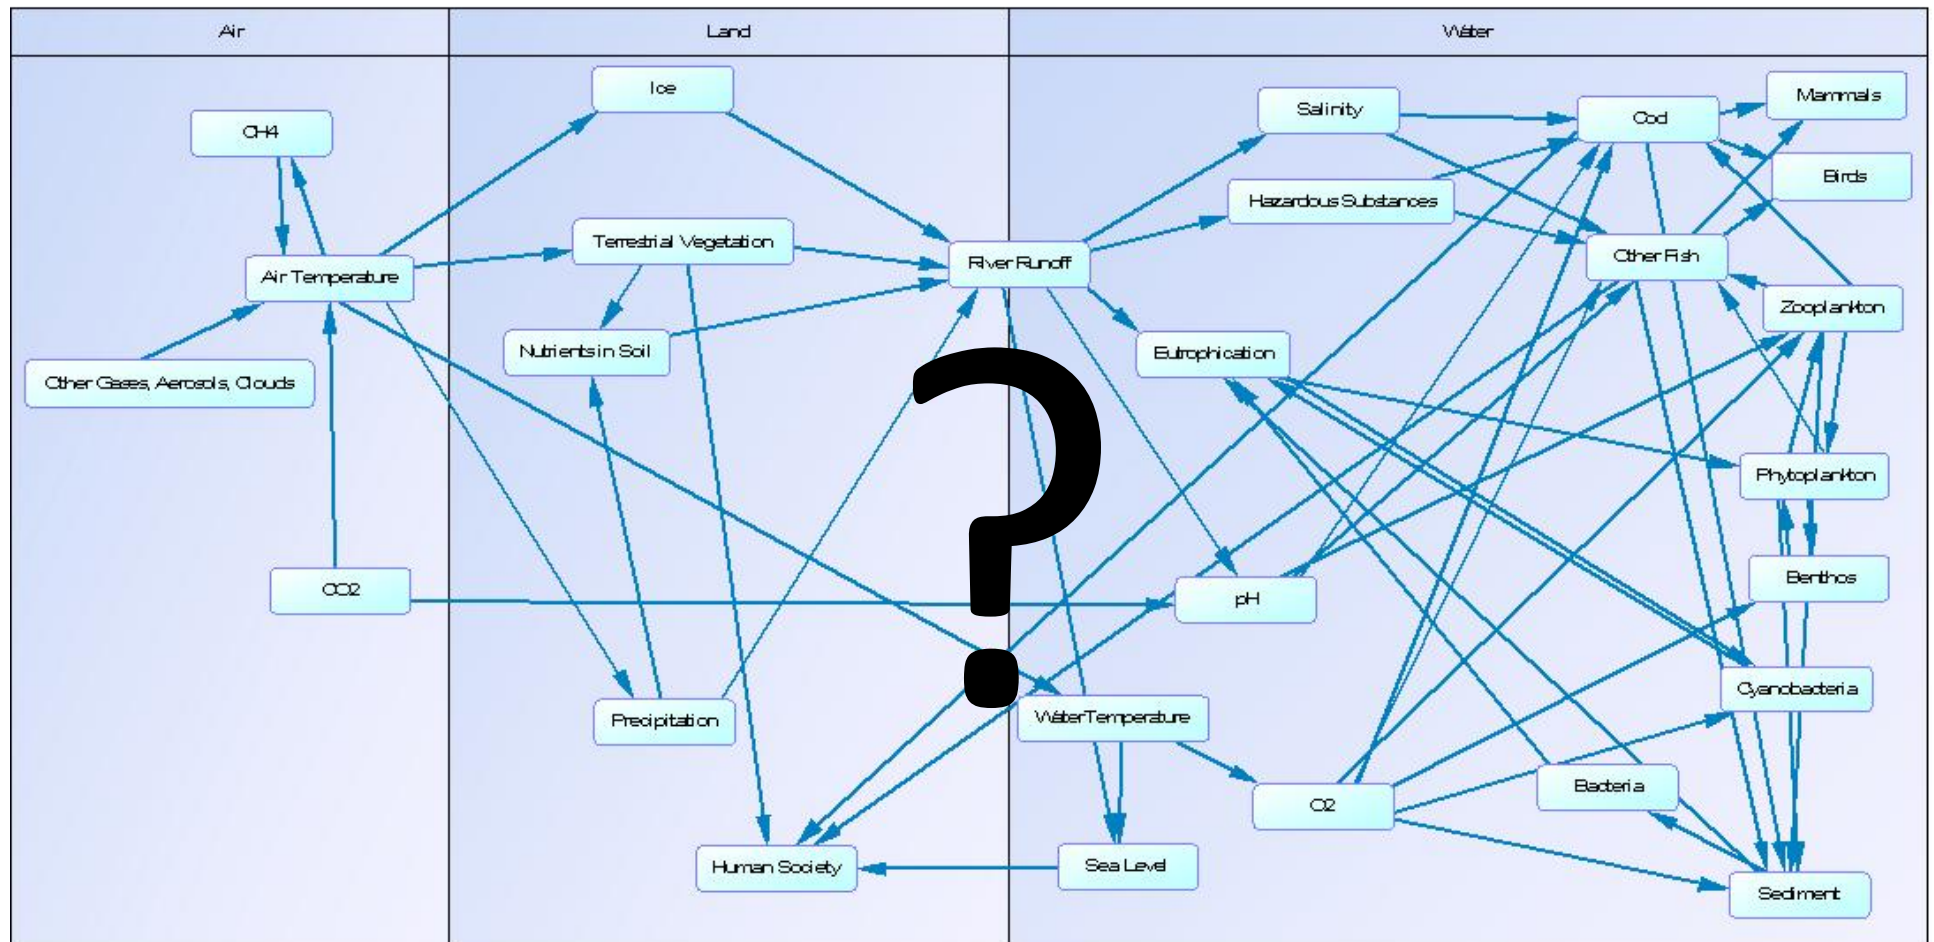 Air
Land
Water
CH4
Air Temperature
Other Gases, Aerosols, Clouds
CO2
Ice
Terrestrial Vegetation
Nutrients in Soil
Precipitation
Human Society
River Runoff
?
Salinity
Hazardous Substances
Eutrophication
pH
Water Temperature
Sea Level
O2
Cod
Mammals
Birds
Other Fish
Zooplankton
Phytoplankton
Benthos
Cyanobacteria
Bacteria
Sediment